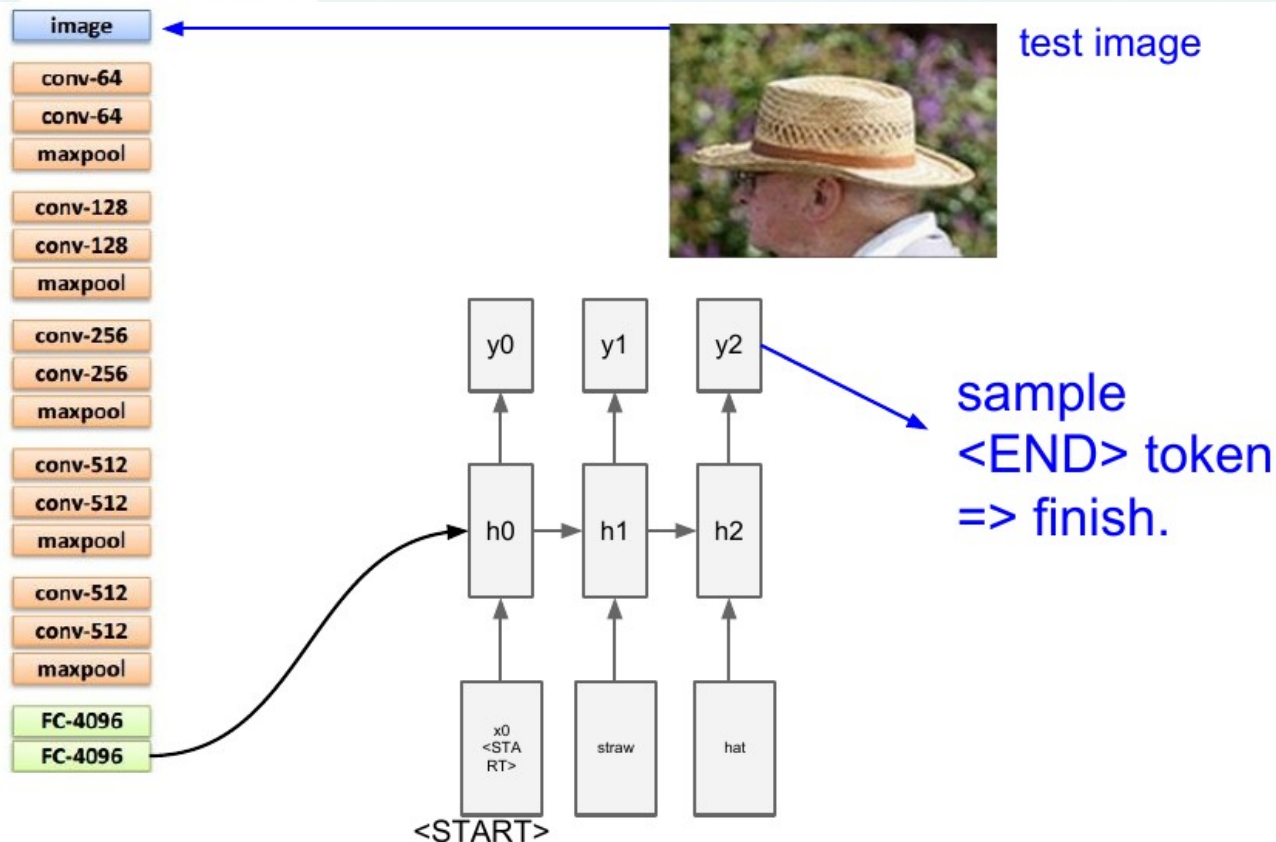 image
test image
conv-64
conv-64
maxpool
conv-128
conv-128
maxpool
conv-256
conv-256
maxpool
conv-512
conv-512
maxpool
conv-512
conv-512
maxpool
FC-4096
FC-4096
y0
y1
y2
sample
<END> token
=> finish.
h0
h1
h2
x0
<STA
RT>
straw
hat
<START>